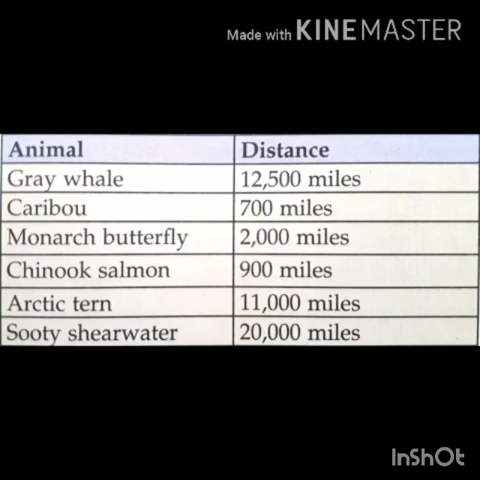 Made with KINEMASTER
Animal Distance
Gray whale 12,500 miles
Caribou 700 miles
Monarch butterfly 2,000 miles
Chinook salmon 900 miles
Arctic tern 11,000 miles
Sooty shearwater 20,000 miles
InShOt